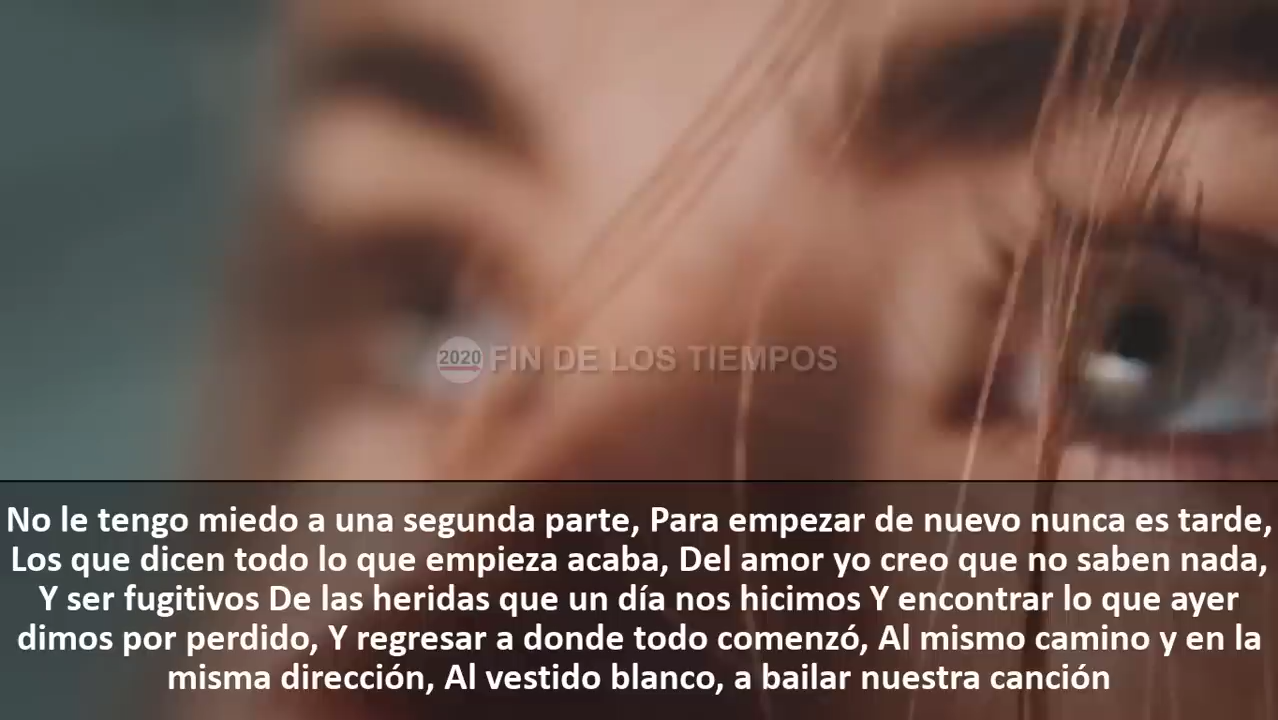 2020 FIN DE LOS TIEMPOS
No le tengo miedo a una segunda parte, Para empezar de nuevo nunca es tarde,
Los que dicen todo lo que empieza acaba, Del amor yo creo que no saben nada,
Y ser fugitivos De las heridas que un día nos hicimos Y encontrar lo que ayer
dimos por perdido, Y regresar a donde todo comenzó, Al mismo camino y en la
misma dirección, Al vestido blanco, a bailar nuestra canción